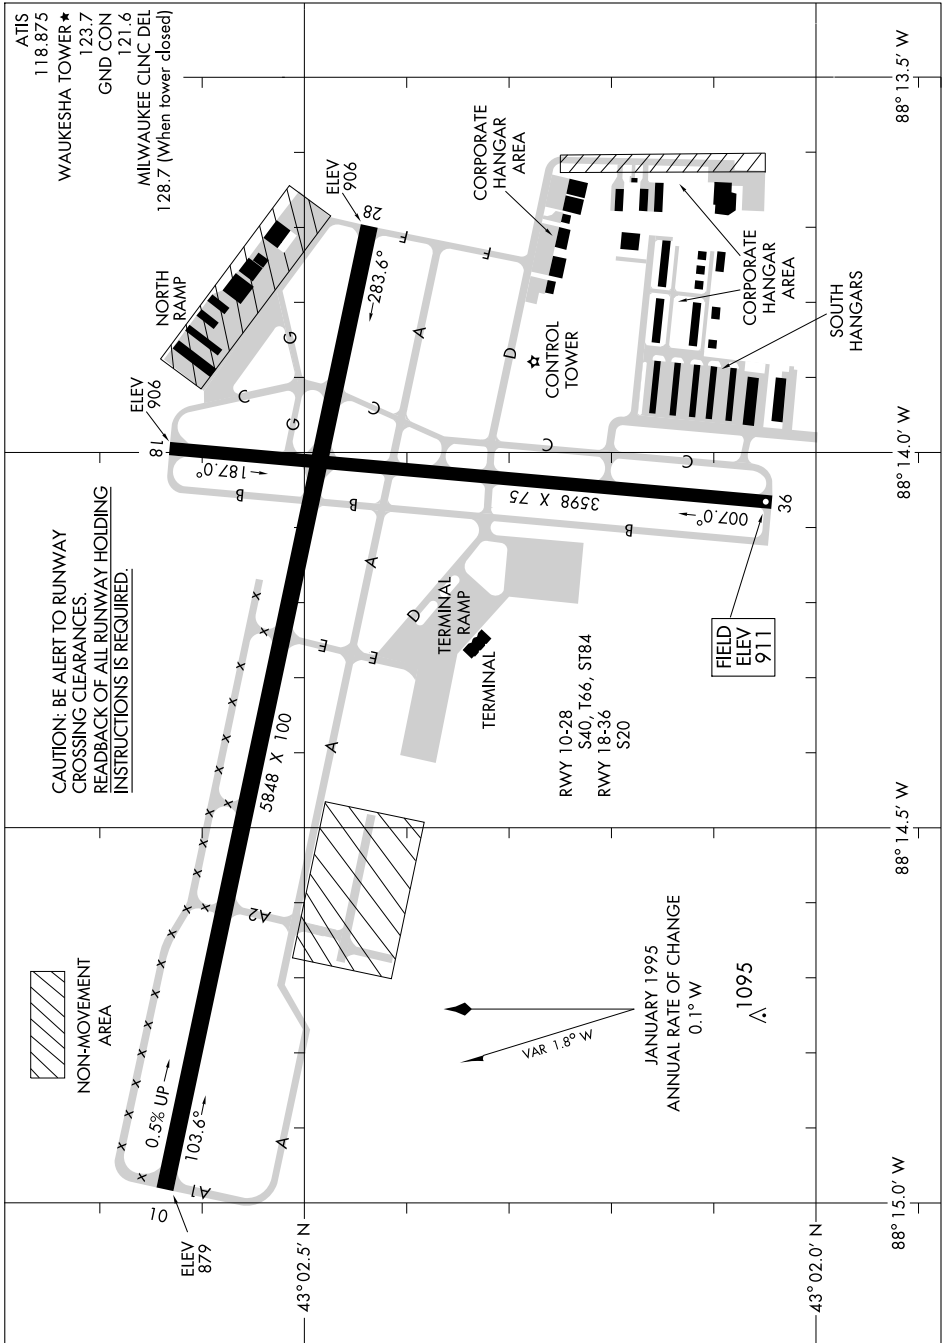 ATIS
118.875
WAUKESHA TOWER★
123.7
GND CON
121.6
MILWAUKEE CLNC DEL
128.7 (When tower closed)
CAUTION: BE ALERT TO RUNWAY
CROSSING CLEARANCES.
READBACK OF ALL RUNWAY HOLDING
INSTRUCTIONS IS REQUIRED.
NON-MOVEMENT
AREA
ELEV
879
10
A1
0.5% UP
103.6°
A
A2
5848 X 100
A
E
E
A
D
TERMINAL
RAMP
TERMINAL
B
B
B
18
ELEV
906
187.0°
NORTH
RAMP
C
G
G
C
ELEV
906
28
283.6°
F
F
A
D
CONTROL
TOWER
CORPORATE
HANGAR
AREA
CORPORATE
HANGAR
AREA
SOUTH
HANGARS
C
C
3598 X 75
007.0°
36
FIELD
ELEV
911
RWY 10-28
S40, T66, ST84
RWY 18-36
S20
VAR 1.8° W
JANUARY 1995
ANNUAL RATE OF CHANGE
0.1° W
1095
43° 02.5' N
43° 02.0' N
88° 15.0' W
88° 14.5' W
88° 14.0' W
88° 13.5' W
x x x x x x x x x x x x x x x x x x x x x x